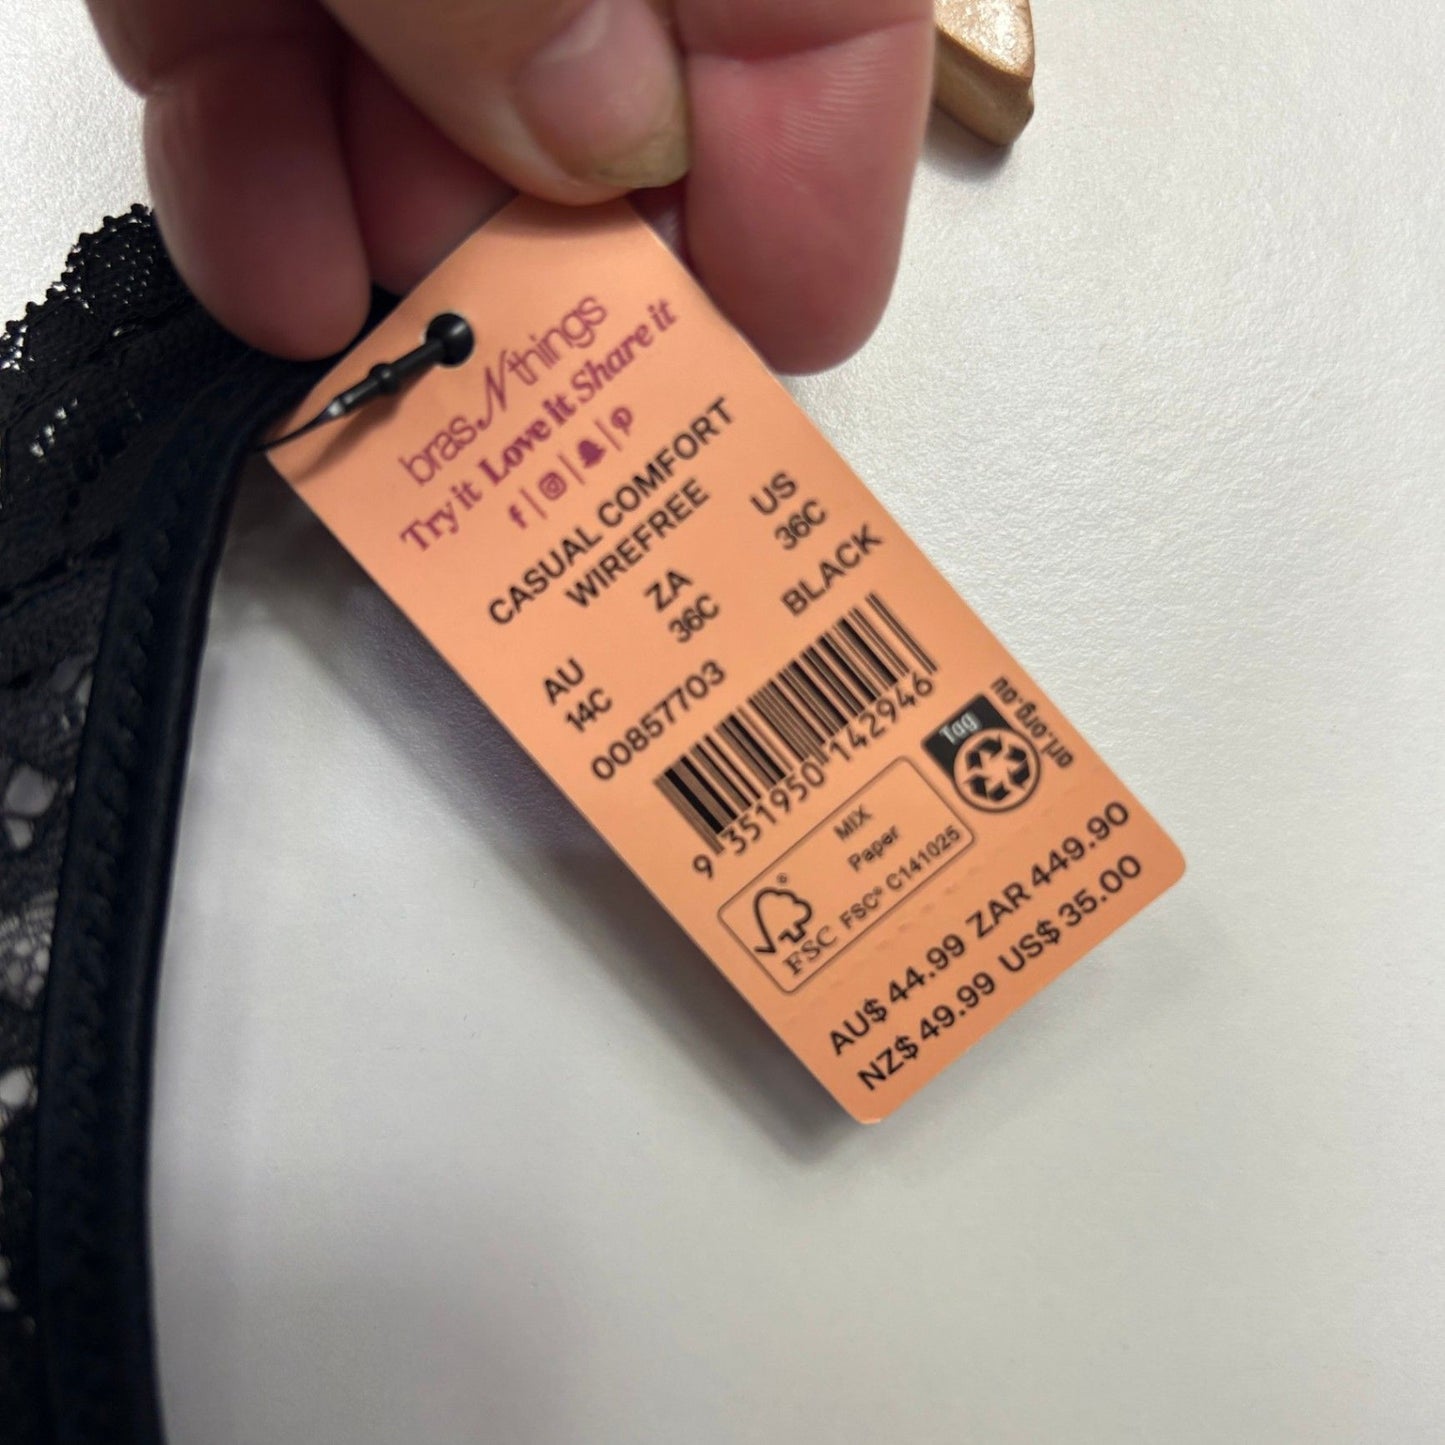 bras N things
Try it Love it Share it
CASUAL COMFORT
WIREFREE
AU ZA US
14C 36C 36C
00857703 BLACK
9 351950 142946
Tag
arl.org.au
MIX
Paper
FSC FSC® C141025
AU$ 44.99 ZAR 449.90
NZ$ 49.99 US$ 35.00